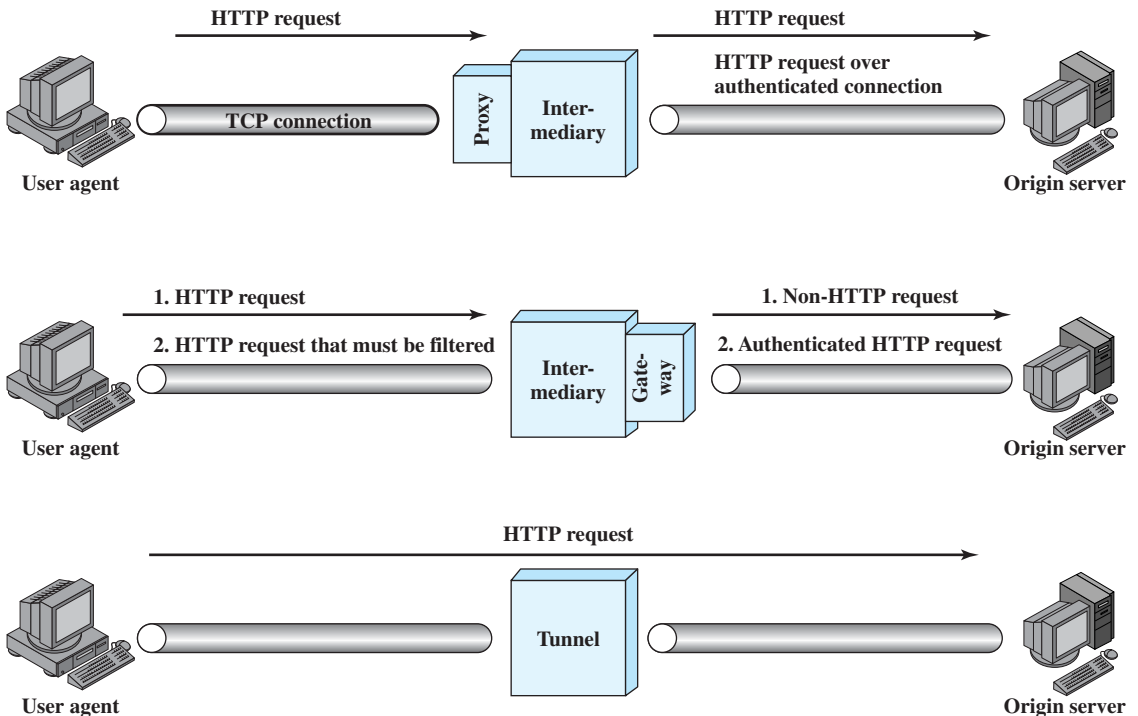 HTTP request
HTTP request
HTTP request over
authenticated connection
TCP connection
Proxy
Inter-
mediary
User agent
Origin server
1. HTTP request
1. Non-HTTP request
2. HTTP request that must be filtered
2. Authenticated HTTP request
Inter-
mediary
Gate-
way
User agent
Origin server
HTTP request
Tunnel
User agent
Origin server